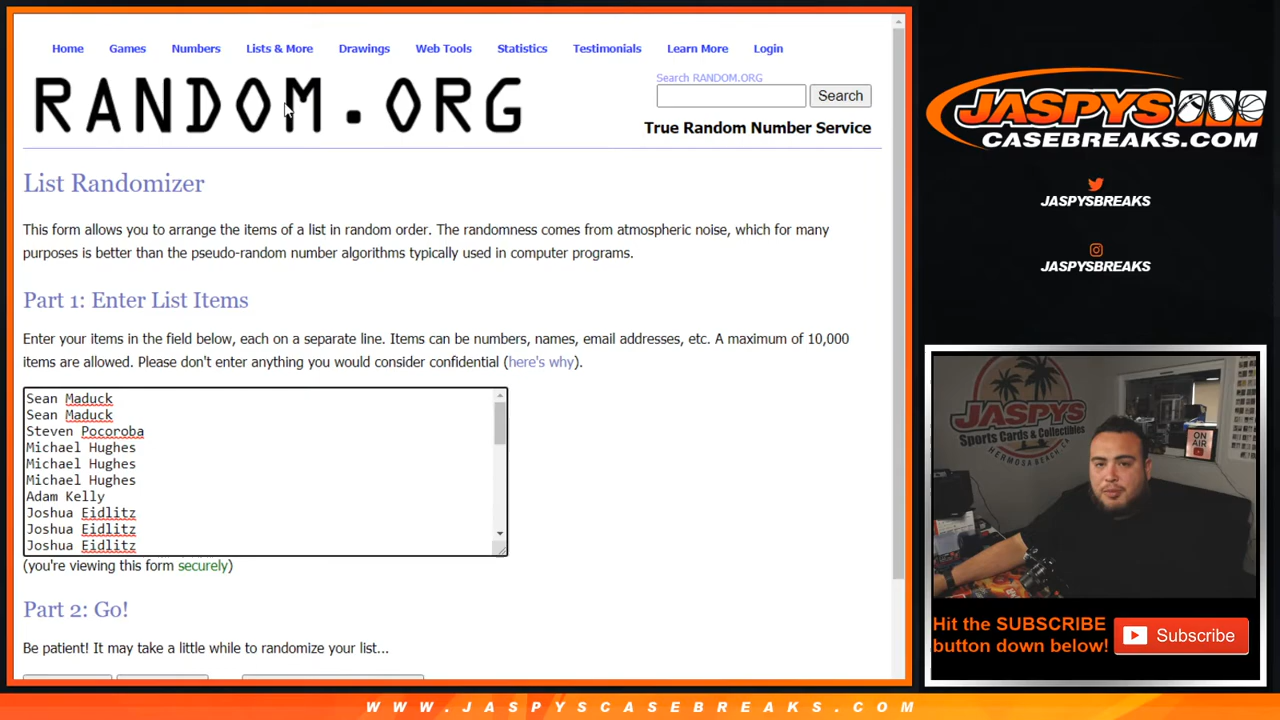 Home Games Numbers Lists & More Drawings Web Tools Statistics Testimonials Learn More Login
RANDOM.ORG
Search RANDOM.ORG
Search
True Random Number Service
List Randomizer
This form allows you to arrange the items of a list in random order. The randomness comes from atmospheric noise, which for many
purposes is better than the pseudo-random number algorithms typically used in computer programs.
Part 1: Enter List Items
Enter your items in the field below, each on a separate line. Items can be numbers, names, email addresses, etc. A maximum of 10,000
items are allowed. Please don't enter anything you would consider confidential (here's why).
Sean Maduck
Sean Maduck
Steven Pocoroba
Michael Hughes
Michael Hughes
Michael Hughes
Adam Kelly
Joshua Eidlitz
Joshua Eidlitz
Joshua Eidlitz
(you're viewing this form securely)
Part 2: Go!
Be patient! It may take a little while to randomize your list...
JASPYS
CASEBREAKS.COM
JASPYSBREAKS
JASPYSBREAKS
JASPYS
Sports Cards & Collectibles
HERMOSA BEACH, CA
ON
AIR
Hit the SUBSCRIBE
button down below!
Subscribe
WWW.JASPYSCASEBREAKS.COM